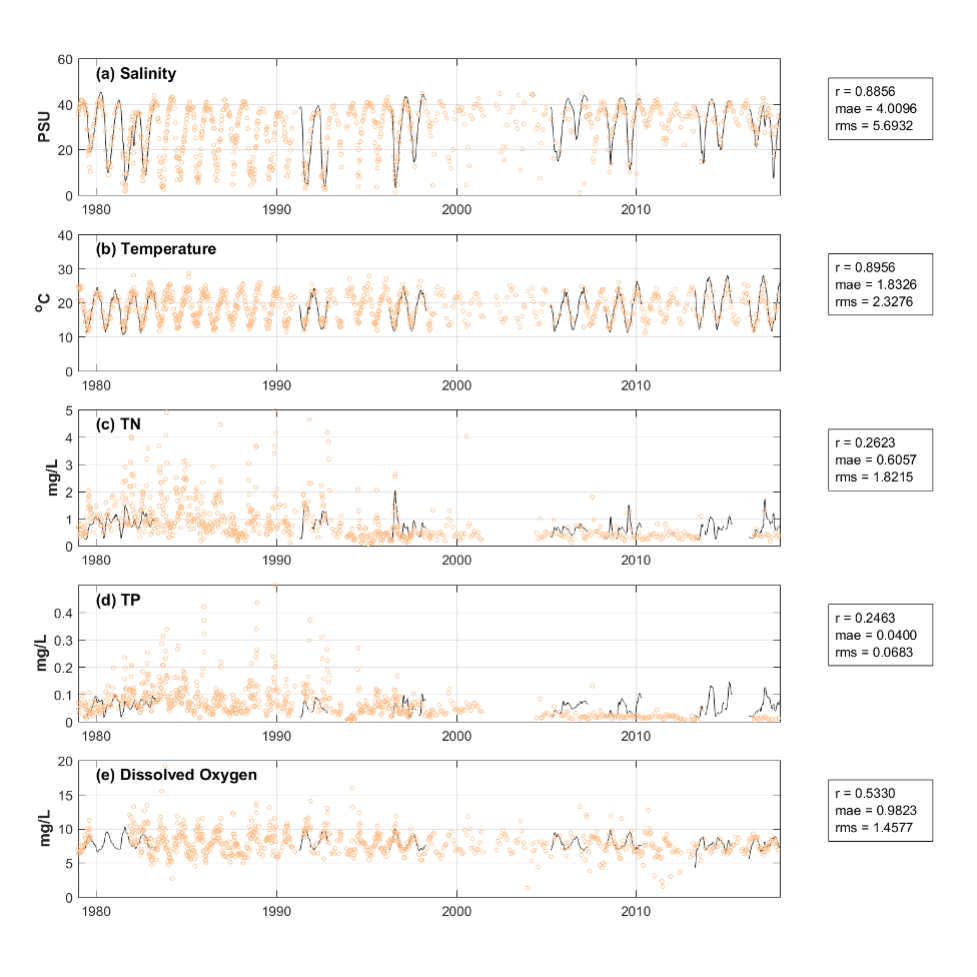 (a) Salinity
PSU
60
40
20
0
1980
1990
2000
2010
r = 0.8856
mae = 4.0096
rms = 5.6932
(b) Temperature
°C
40
30
20
10
0
1980
1990
2000
2010
r = 0.8956
mae = 1.8326
rms = 2.3276
(c) TN
mg/L
5
4
3
2
1
0
1980
1990
2000
2010
r = 0.2623
mae = 0.6057
rms = 1.8215
(d) TP
mg/L
0.4
0.3
0.2
0.1
0
1980
1990
2000
2010
r = 0.2463
mae = 0.0400
rms = 0.0683
(e) Dissolved Oxygen
mg/L
20
15
10
5
0
1980
1990
2000
2010
r = 0.5330
mae = 0.9823
rms = 1.4577